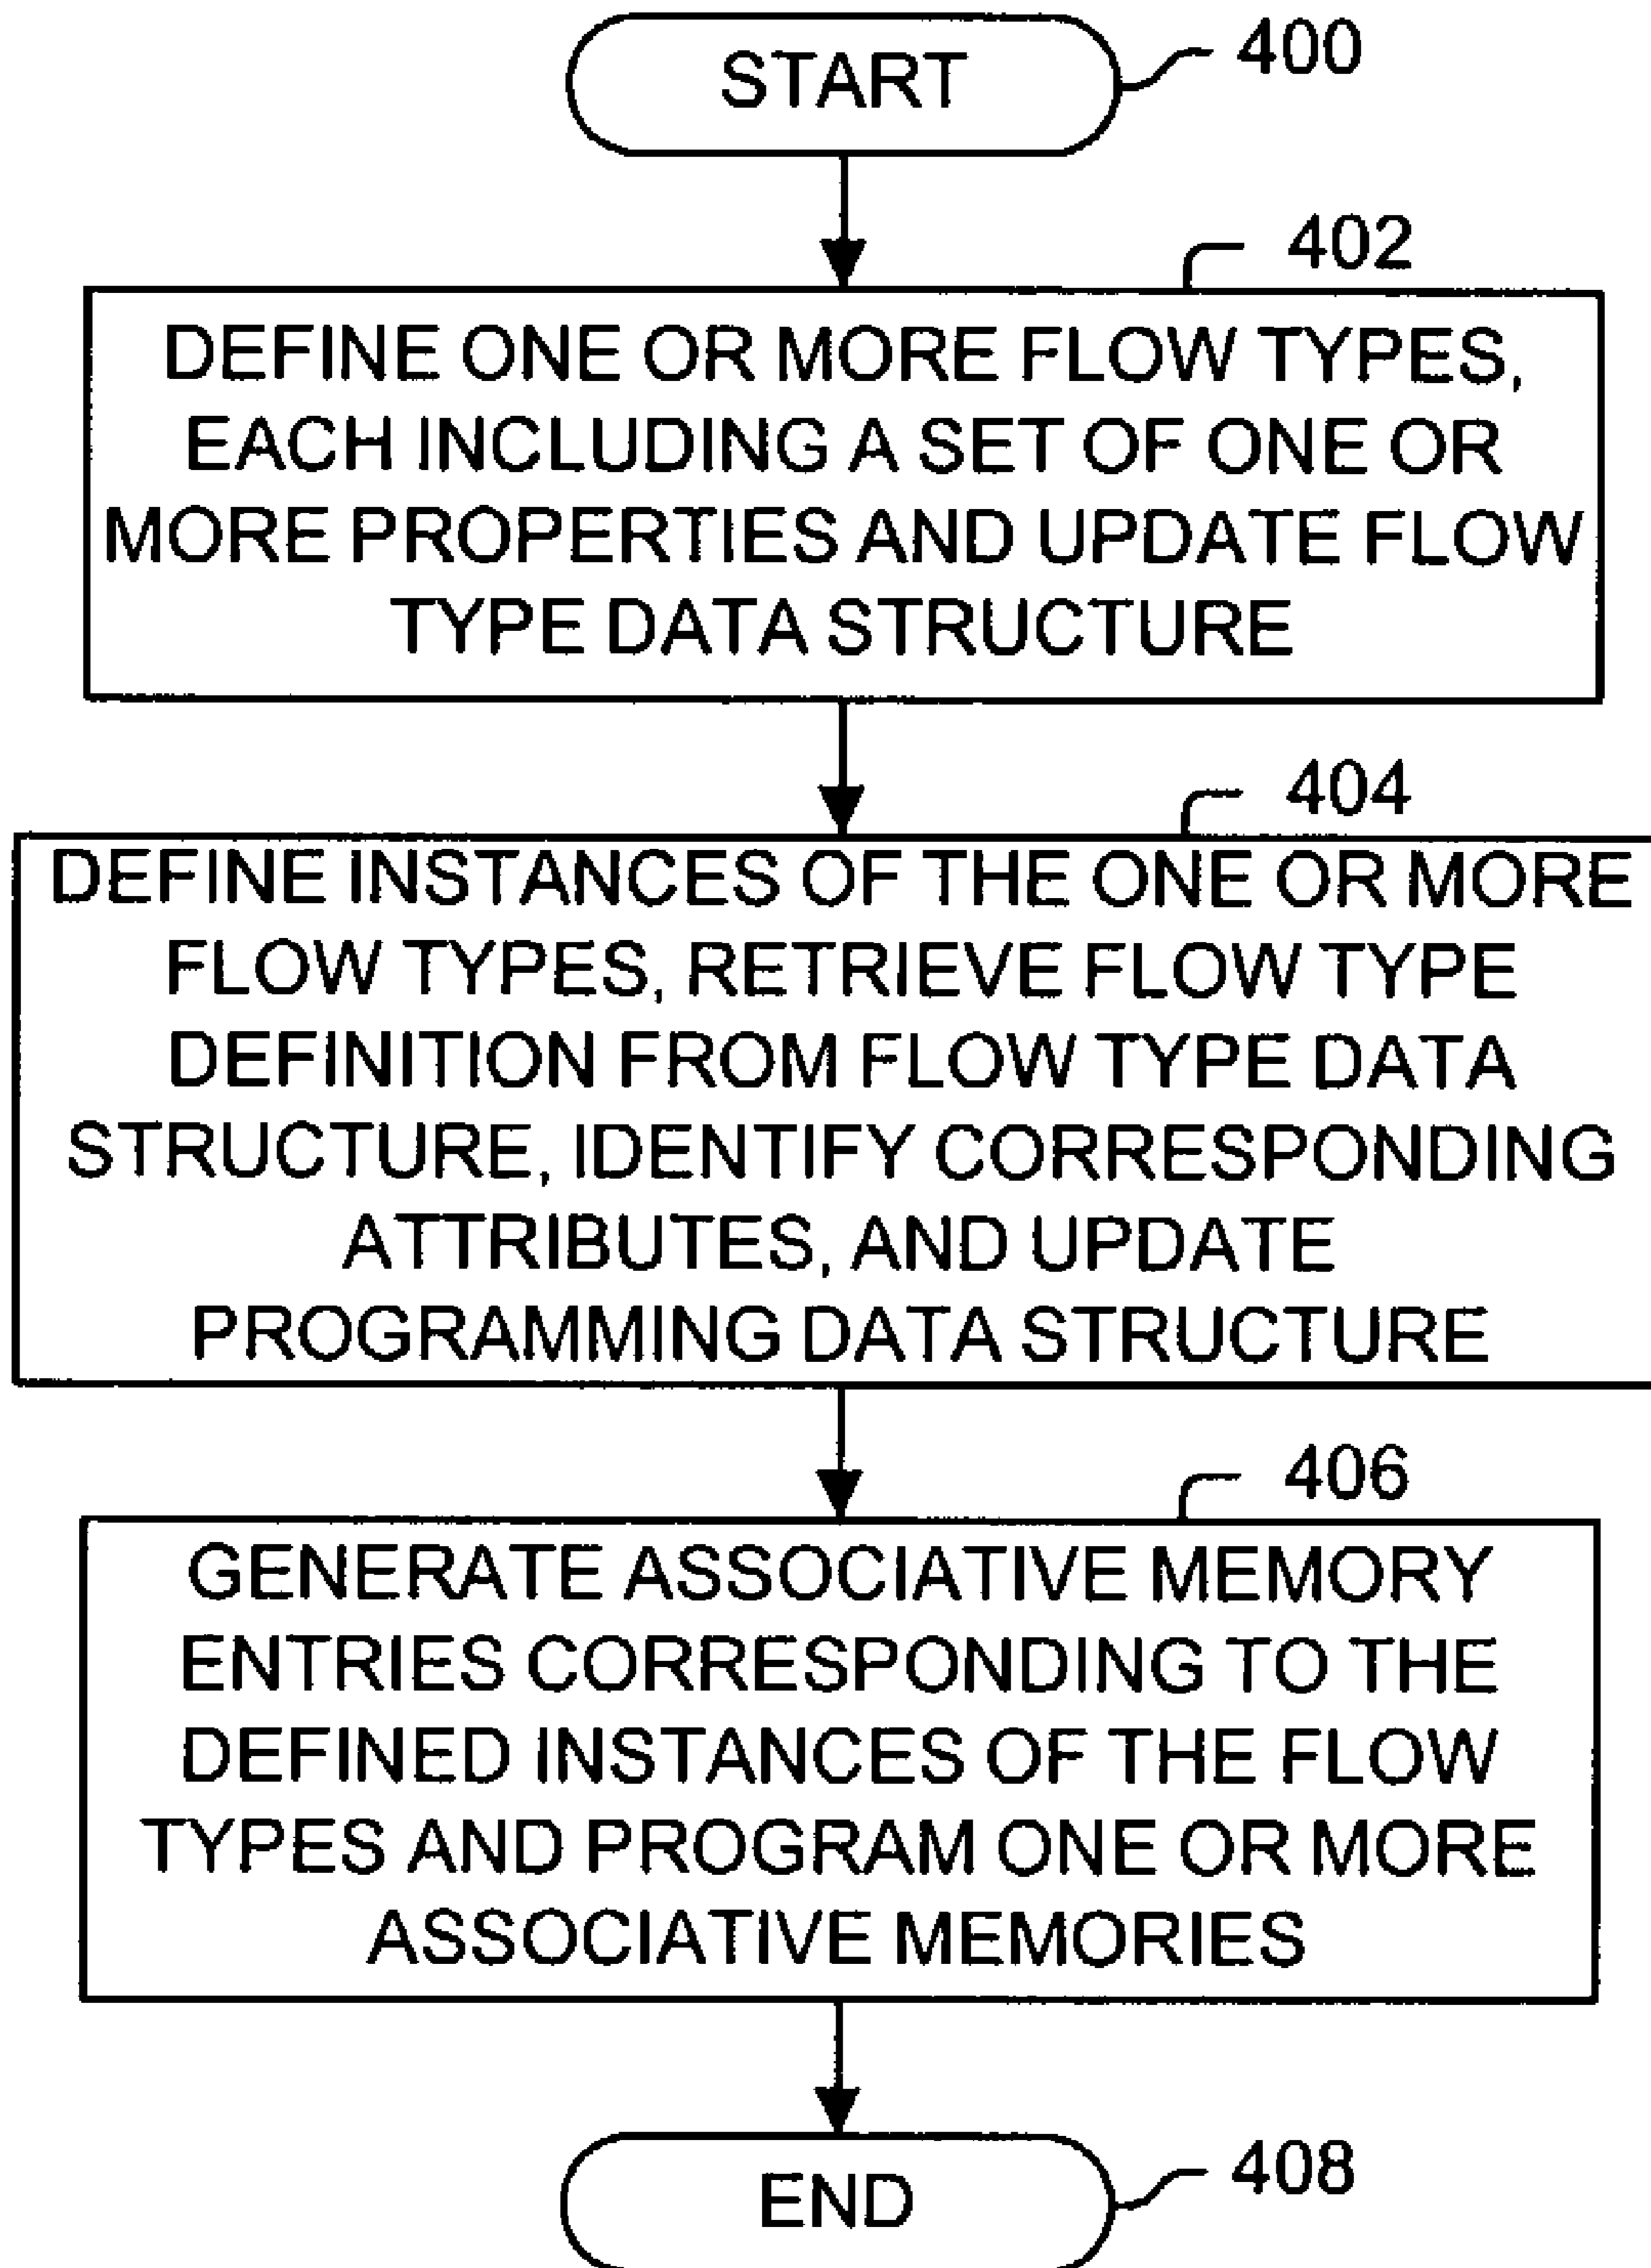 START
400
402
DEFINE ONE OR MORE FLOW TYPES,
EACH INCLUDING A SET OF ONE OR
MORE PROPERTIES AND UPDATE FLOW
TYPE DATA STRUCTURE
404
DEFINE INSTANCES OF THE ONE OR MORE
FLOW TYPES, RETRIEVE FLOW TYPE
DEFINITION FROM FLOW TYPE DATA
STRUCTURE, IDENTIFY CORRESPONDING
ATTRIBUTES, AND UPDATE
PROGRAMMING DATA STRUCTURE
406
GENERATE ASSOCIATIVE MEMORY
ENTRIES CORRESPONDING TO THE
DEFINED INSTANCES OF THE FLOW
TYPES AND PROGRAM ONE OR MORE
ASSOCIATIVE MEMORIES
END
408